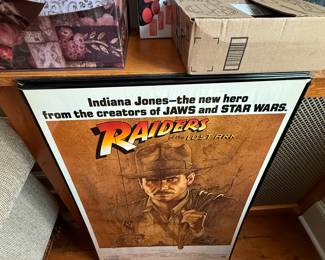 Indiana Jones—the new hero
from the creators of JAWS and STAR WARS.
RAIDERS
OF THE LOST ARK